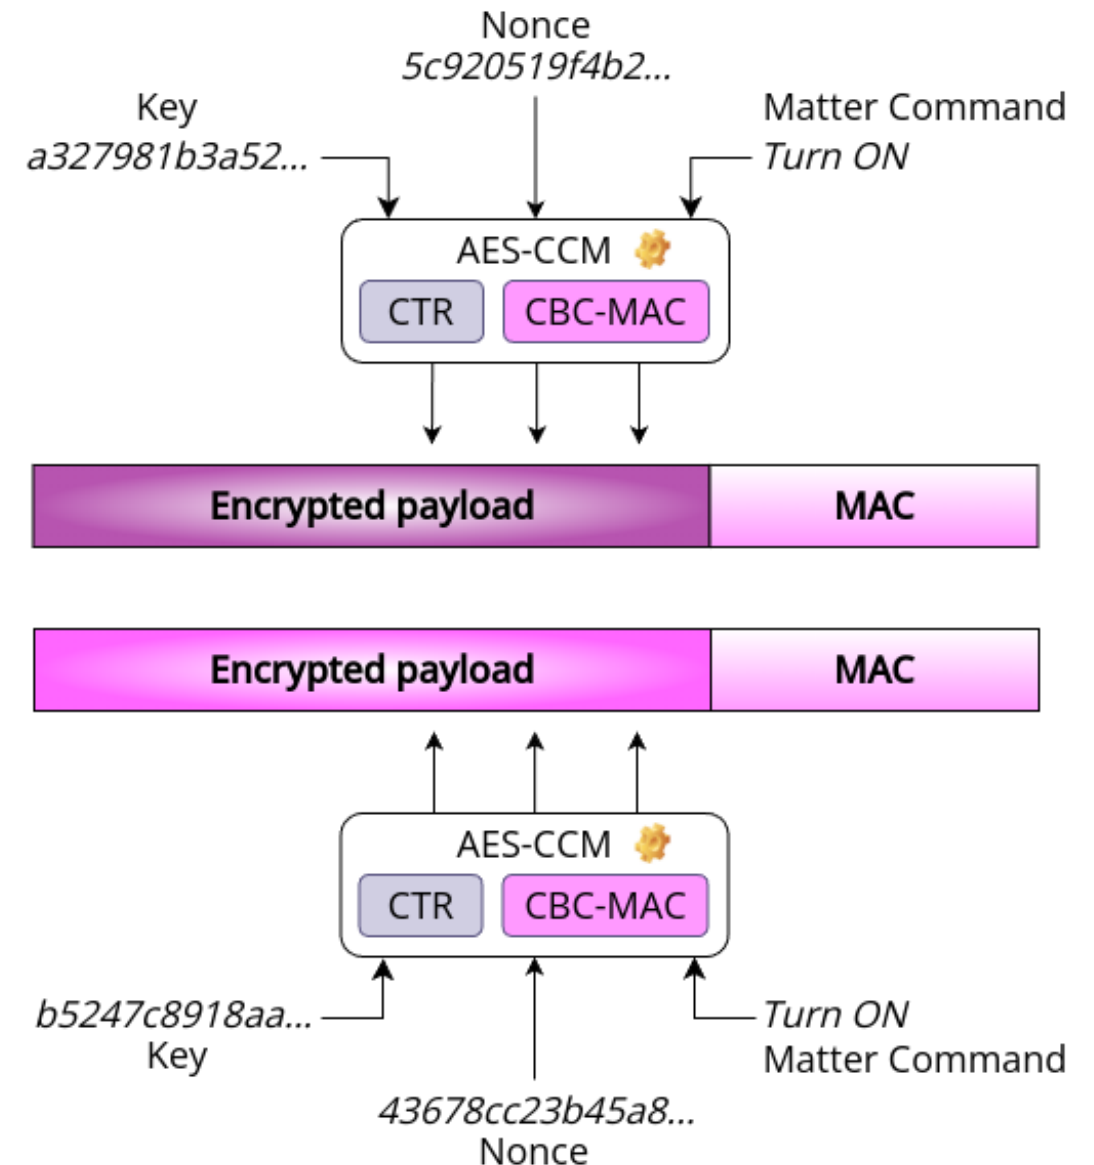 Nonce
5c920519f4b2...
Key
Matter Command
a327981b3a52...
Turn ON
AES-CCM
CTR
CBC-MAC
Encrypted payload
MAC
Encrypted payload
MAC
AES-CCM
CTR
CBC-MAC
b5247c8918aa...
Turn ON
Key
Matter Command
43678cc23b45a8...
Nonce